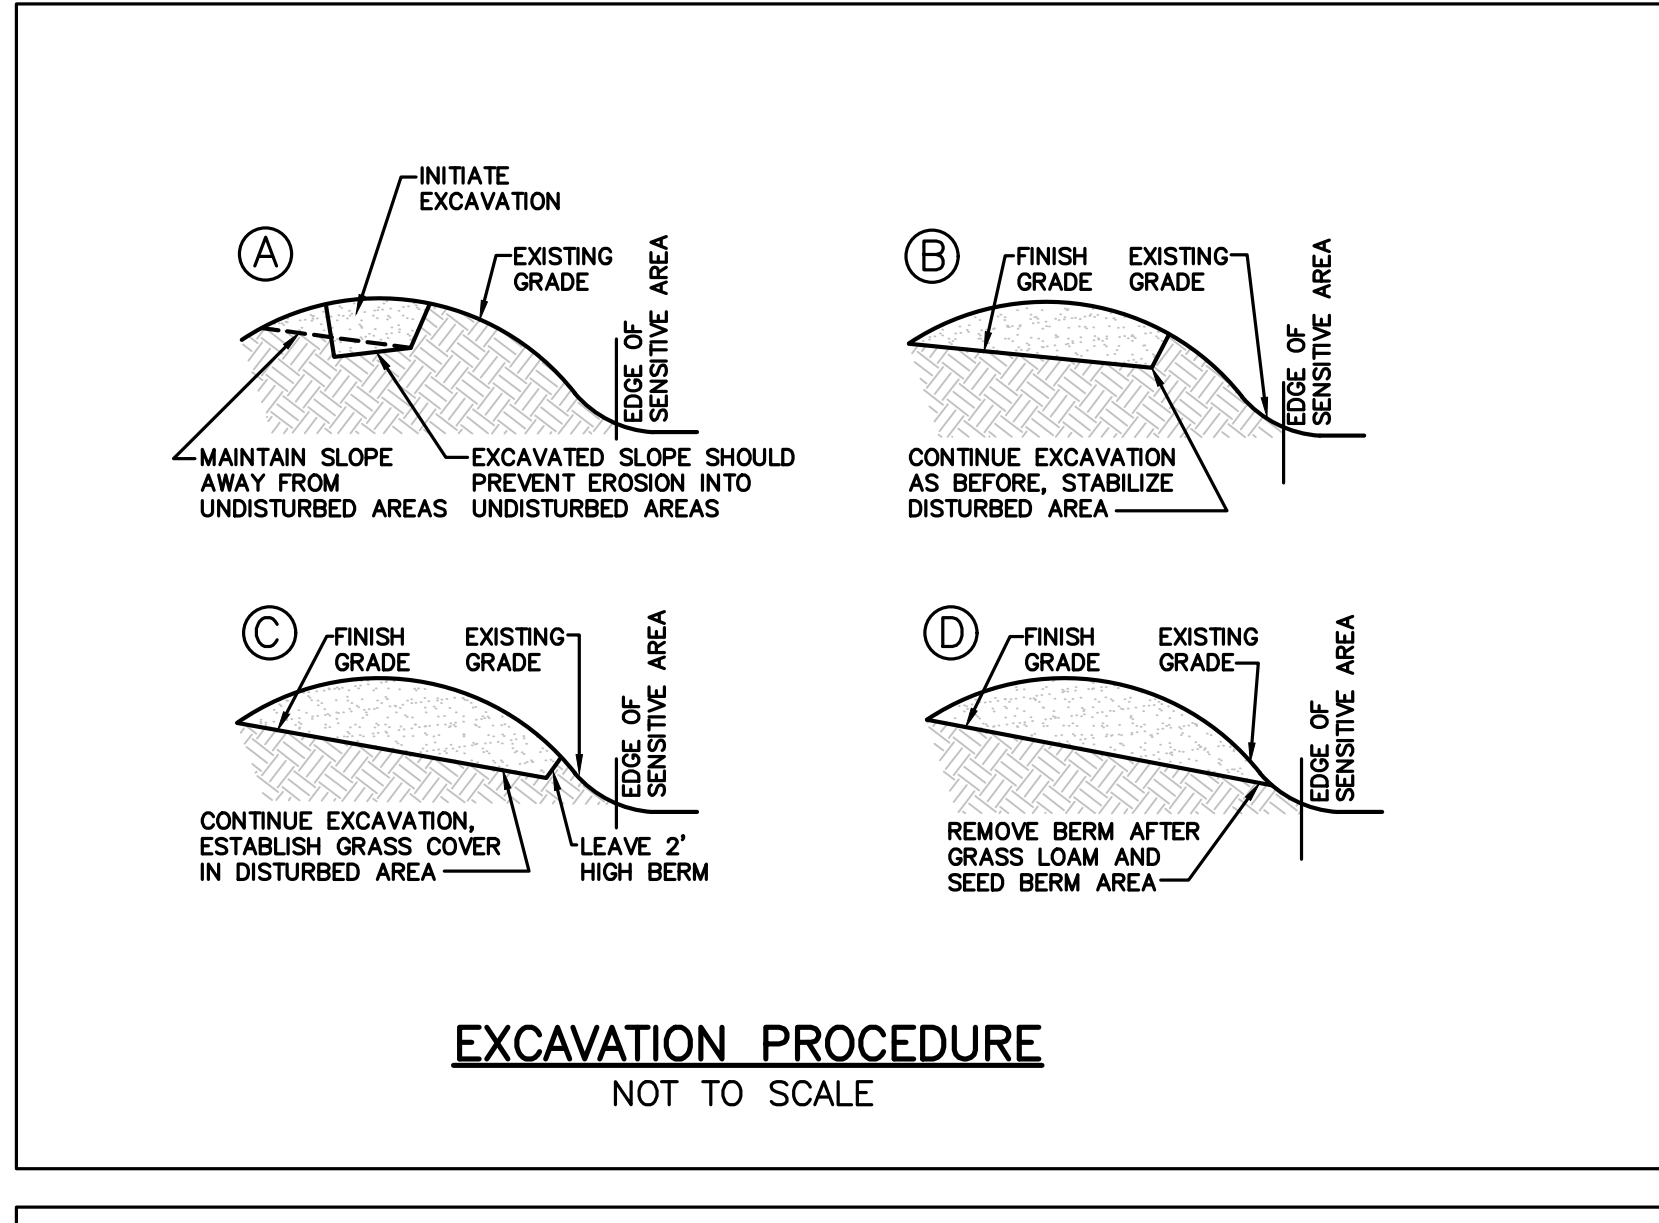 A
INITIATE
EXCAVATION
EXISTING
GRADE
EDGE OF
SENSITIVE AREA
MAINTAIN SLOPE
AWAY FROM
UNDISTURBED AREAS
EXCAVATED SLOPE SHOULD
PREVENT EROSION INTO
UNDISTURBED AREAS
B
FINISH
GRADE
EXISTING
GRADE
EDGE OF
SENSITIVE AREA
CONTINUE EXCAVATION
AS BEFORE, STABILIZE
DISTURBED AREA
C
FINISH
GRADE
EXISTING
GRADE
EDGE OF
SENSITIVE AREA
CONTINUE EXCAVATION,
ESTABLISH GRASS COVER
IN DISTURBED AREA
LEAVE 2'
HIGH BERM
D
FINISH
GRADE
EXISTING
GRADE
EDGE OF
SENSITIVE AREA
REMOVE BERM AFTER
GRASS LOAM AND
SEED BERM AREA
EXCAVATION PROCEDURE
NOT TO SCALE